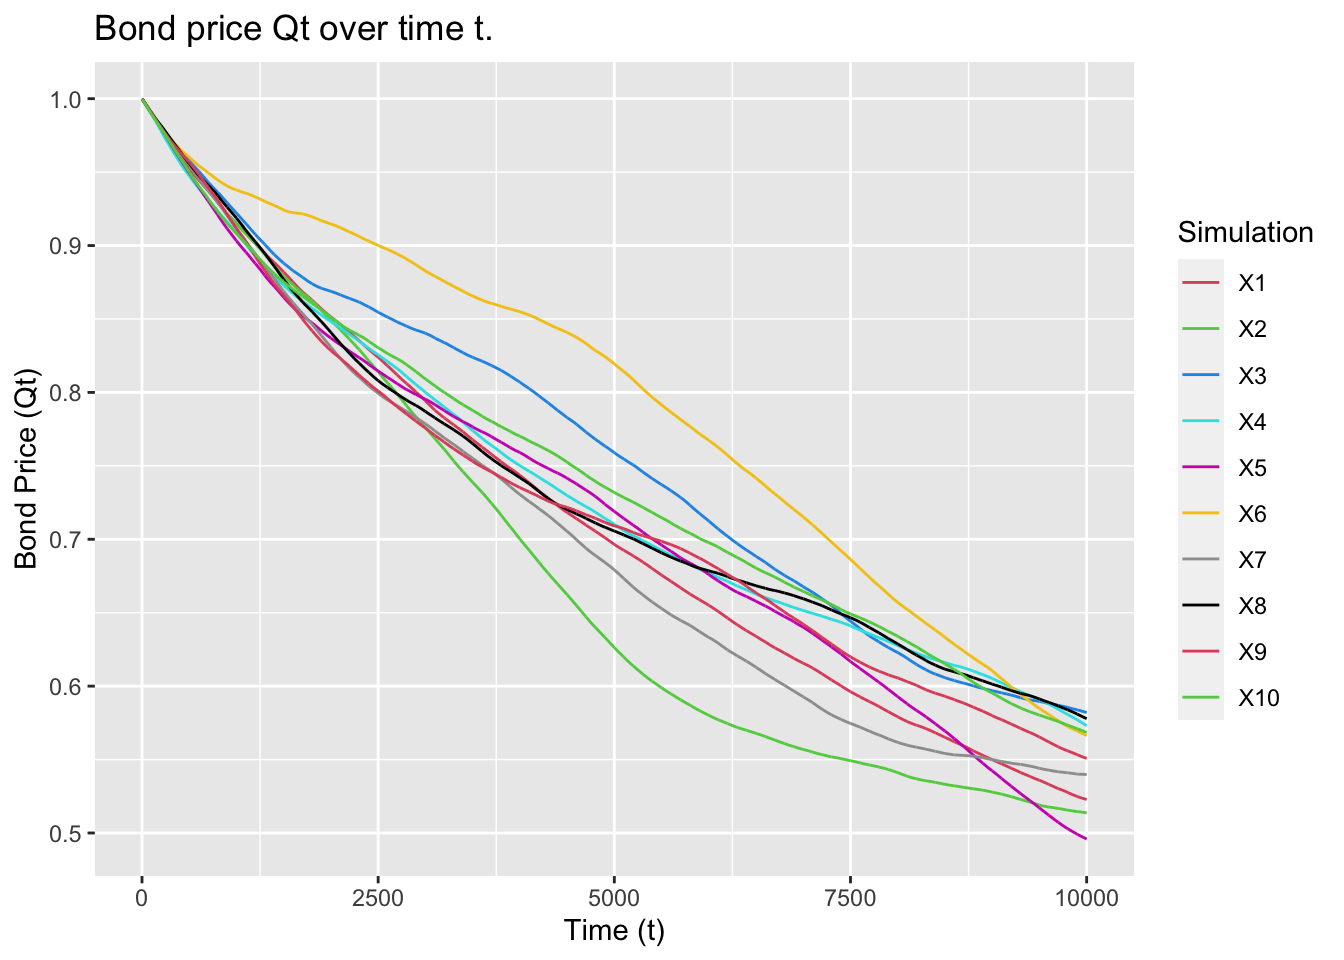 Bond price Qt over time t.
Bond Price (Qt)
1.0
0.9
0.8
0.7
0.6
0.5
0
2500
5000
7500
10000
Time (t)
Simulation
X1
X2
X3
X4
X5
X6
X7
X8
X9
X10